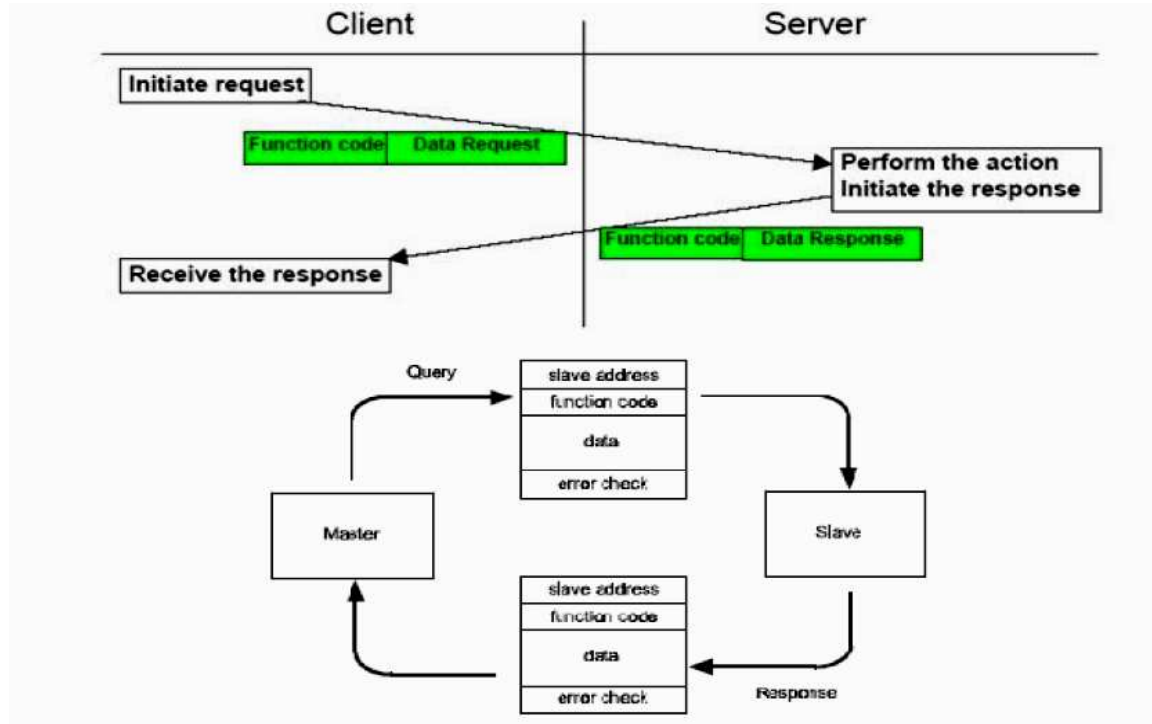 Client
Server
Initiate request
Function code
Data Request
Perform the action
Initiate the response
Function code
Data Response
Receive the response
Query
slave address
function code
data
error check
Master
Slave
slave address
function code
data
error check
Response